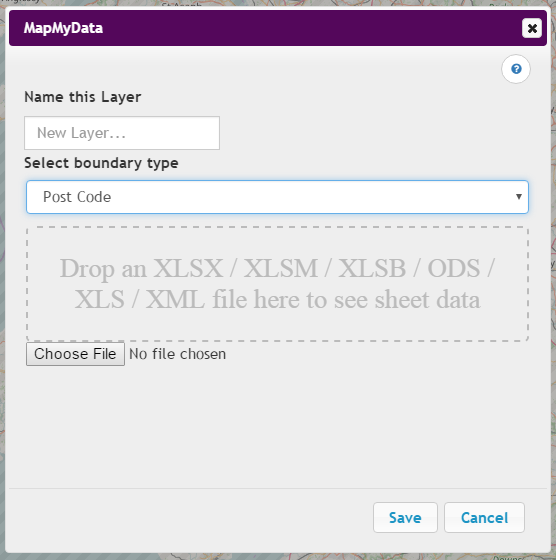 MapMyData
Name this Layer
New Layer...
Select boundary type
Post Code
Drop an XLSX / XLSM / XLSB / ODS /
XLS / XML file here to see sheet data
Choose File No file chosen
Save Cancel